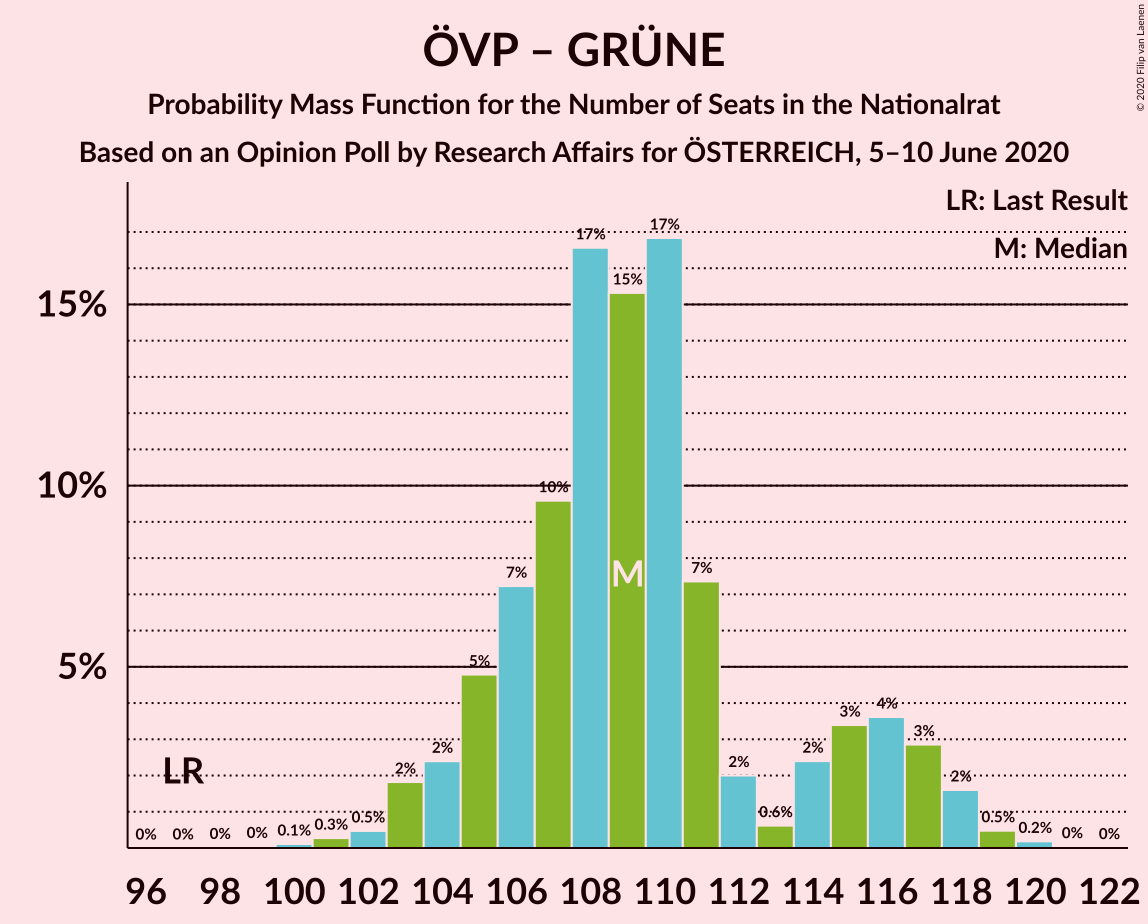 ÖVP – GRÜNE
Probability Mass Function for the Number of Seats in the Nationalrat
Based on an Opinion Poll by Research Affairs for ÖSTERREICH, 5–10 June 2020
© 2020 Filip van Laenen
LR: Last Result
M: Median
15%
10%
5%
0% 0% 0% 0% 0.1% 0.3% 0.5% 2% 2% 5% 7% 10% 17% 15% 17% 7% 2% 0.6% 2% 3% 4% 3% 2% 0.5% 0.2% 0% 0%
M
LR
96 98 100 102 104 106 108 110 112 114 116 118 120 122